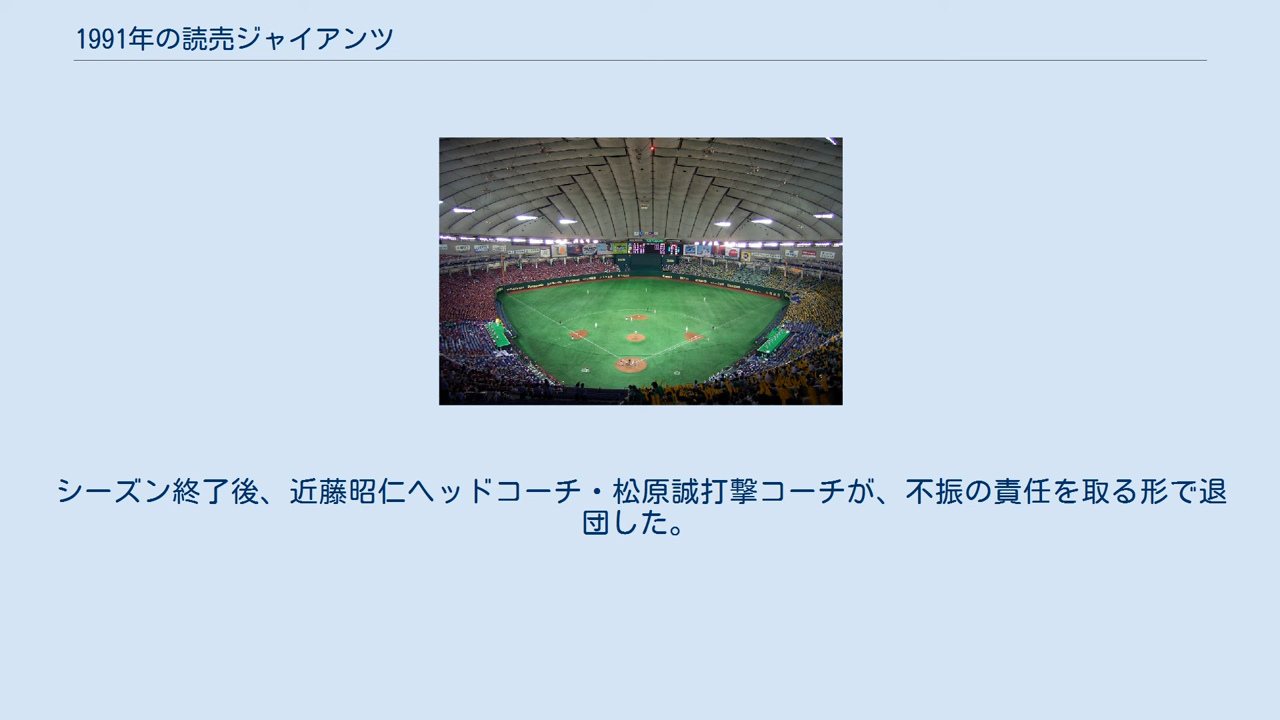 1991年の読売ジャイアンツ
シーズン終了後、近藤昭仁ヘッドコーチ・松原誠打撃コーチが、不振の責任を取る形で退
団した。